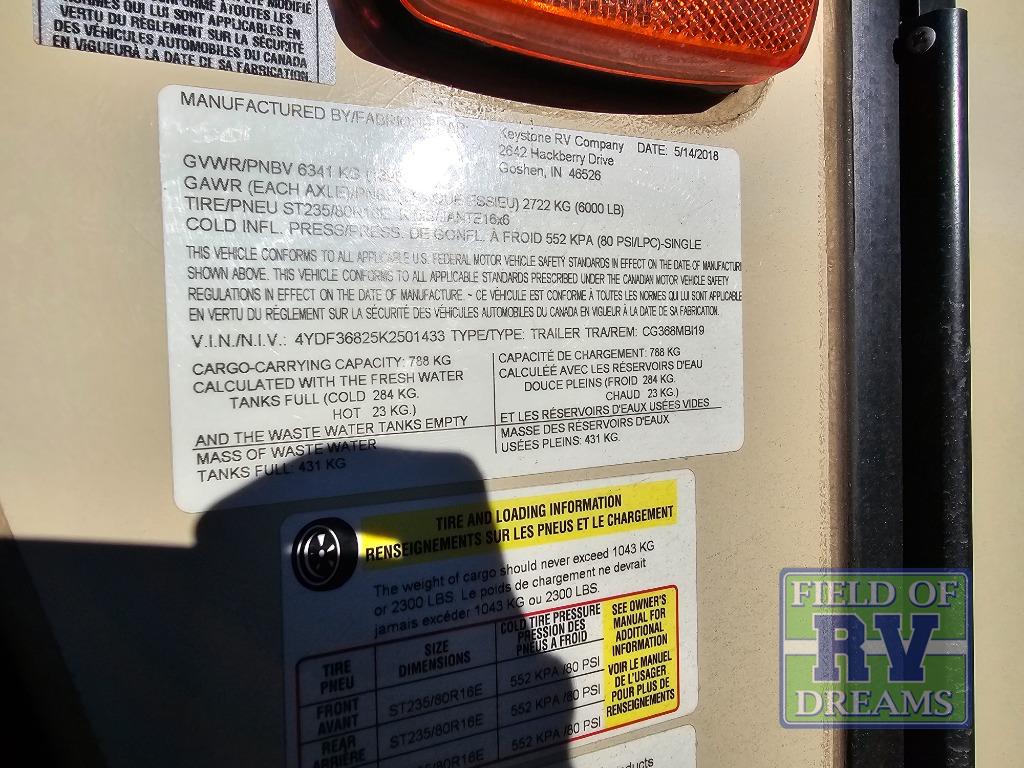 MODIFIÉ
CONFORME À TOUTES LES
NORMES QUI LUI SONT APPLICABLES EN
VERTU DU RÈGLEMENT SUR LA SÉCURITÉ
DES VÉHICULES AUTOMOBILES DU CANADA
EN VIGUEUR À LA DATE DE SA FABRICATION
MANUFACTURED BY/FABRIQUÉ PAR: Keystone RV Company DATE: 5/14/2018
2642 Hackberry Drive
Goshen, IN 46526
GVWR/PNBV 6341 KG
GAWR (EACH AXLE/ ESSIEU) 2722 KG (6000 LB)
TIRE/PNEU ST235/80R16E JANTE 16x6
COLD INFL. PRESS/PRESS. DE GONFL. À FROID 552 KPA (80 PSI/LPC)-SINGLE
THIS VEHICLE CONFORMS TO ALL APPLICABLE U.S. FEDERAL MOTOR VEHICLE SAFETY STANDARDS IN EFFECT ON THE DATE OF MANUFACTUR
SHOWN ABOVE. THIS VEHICLE CONFORMS TO ALL APPLICABLE STANDARDS PRESCRIBED UNDER THE CANADIAN MOTOR VEHICLE SAFETY
REGULATIONS IN EFFECT ON THE DATE OF MANUFACTURE. ~ CE VÉHICULE EST CONFORME À TOUTES LES NORMES QUI LUI SONT APPLICABLE
EN VERTU DU RÈGLEMENT SUR LA SÉCURITÉ DES VÉHICULES AUTOMOBILES DU CANADA EN VIGUEUR À LA DATE DE SA FABRICATION.
V.I.N./N.I.V.: 4YDF36825K2501433 TYPE/TYPE: TRAILER TRA/REM: CG368MBI19
CARGO-CARRYING CAPACITY: 788 KG
CALCULATED WITH THE FRESH WATER
TANKS FULL (COLD 284 KG.
HOT 23 KG.)
AND THE WASTE WATER TANKS EMPTY
MASS OF WASTE WATER
TANKS FULL: 431 KG
CAPACITÉ DE CHARGEMENT: 788 KG
CALCULÉE AVEC LES RÉSERVOIRS D'EAU
DOUCE PLEINS (FROID 284 KG.
CHAUD 23 KG.)
ET LES RÉSERVOIRS D'EAUX USÉES VIDES
MASSE DES RÉSERVOIRS D'EAUX
USÉES PLEINS: 431 KG.
TIRE AND LOADING INFORMATION
RENSEIGNEMENTS SUR LES PNEUS ET LE CHARGEMENT
The weight of cargo should never exceed 1043 KG
or 2300 LBS. Le poids de chargement ne devrait
jamais excéder 1043 KG ou 2300 LBS.
TIRE
PNEU
SIZE
DIMENSIONS
COLD TIRE PRESSURE
PRESSION DES
PNEUS A FROID
FRONT
AVANT
ST235/80R16E
552 KPA /80 PSI
REAR
ARRIÈRE
ST235/80R16E
552 KPA /80 PSI
552 KPA /80 PSI
SEE OWNER'S
MANUAL FOR
ADDITIONAL
INFORMATION
VOIR LE MANUEL
DE L'USAGER
POUR PLUS DE
RENSEIGNEMENTS
FIELD OF
RV
DREAMS